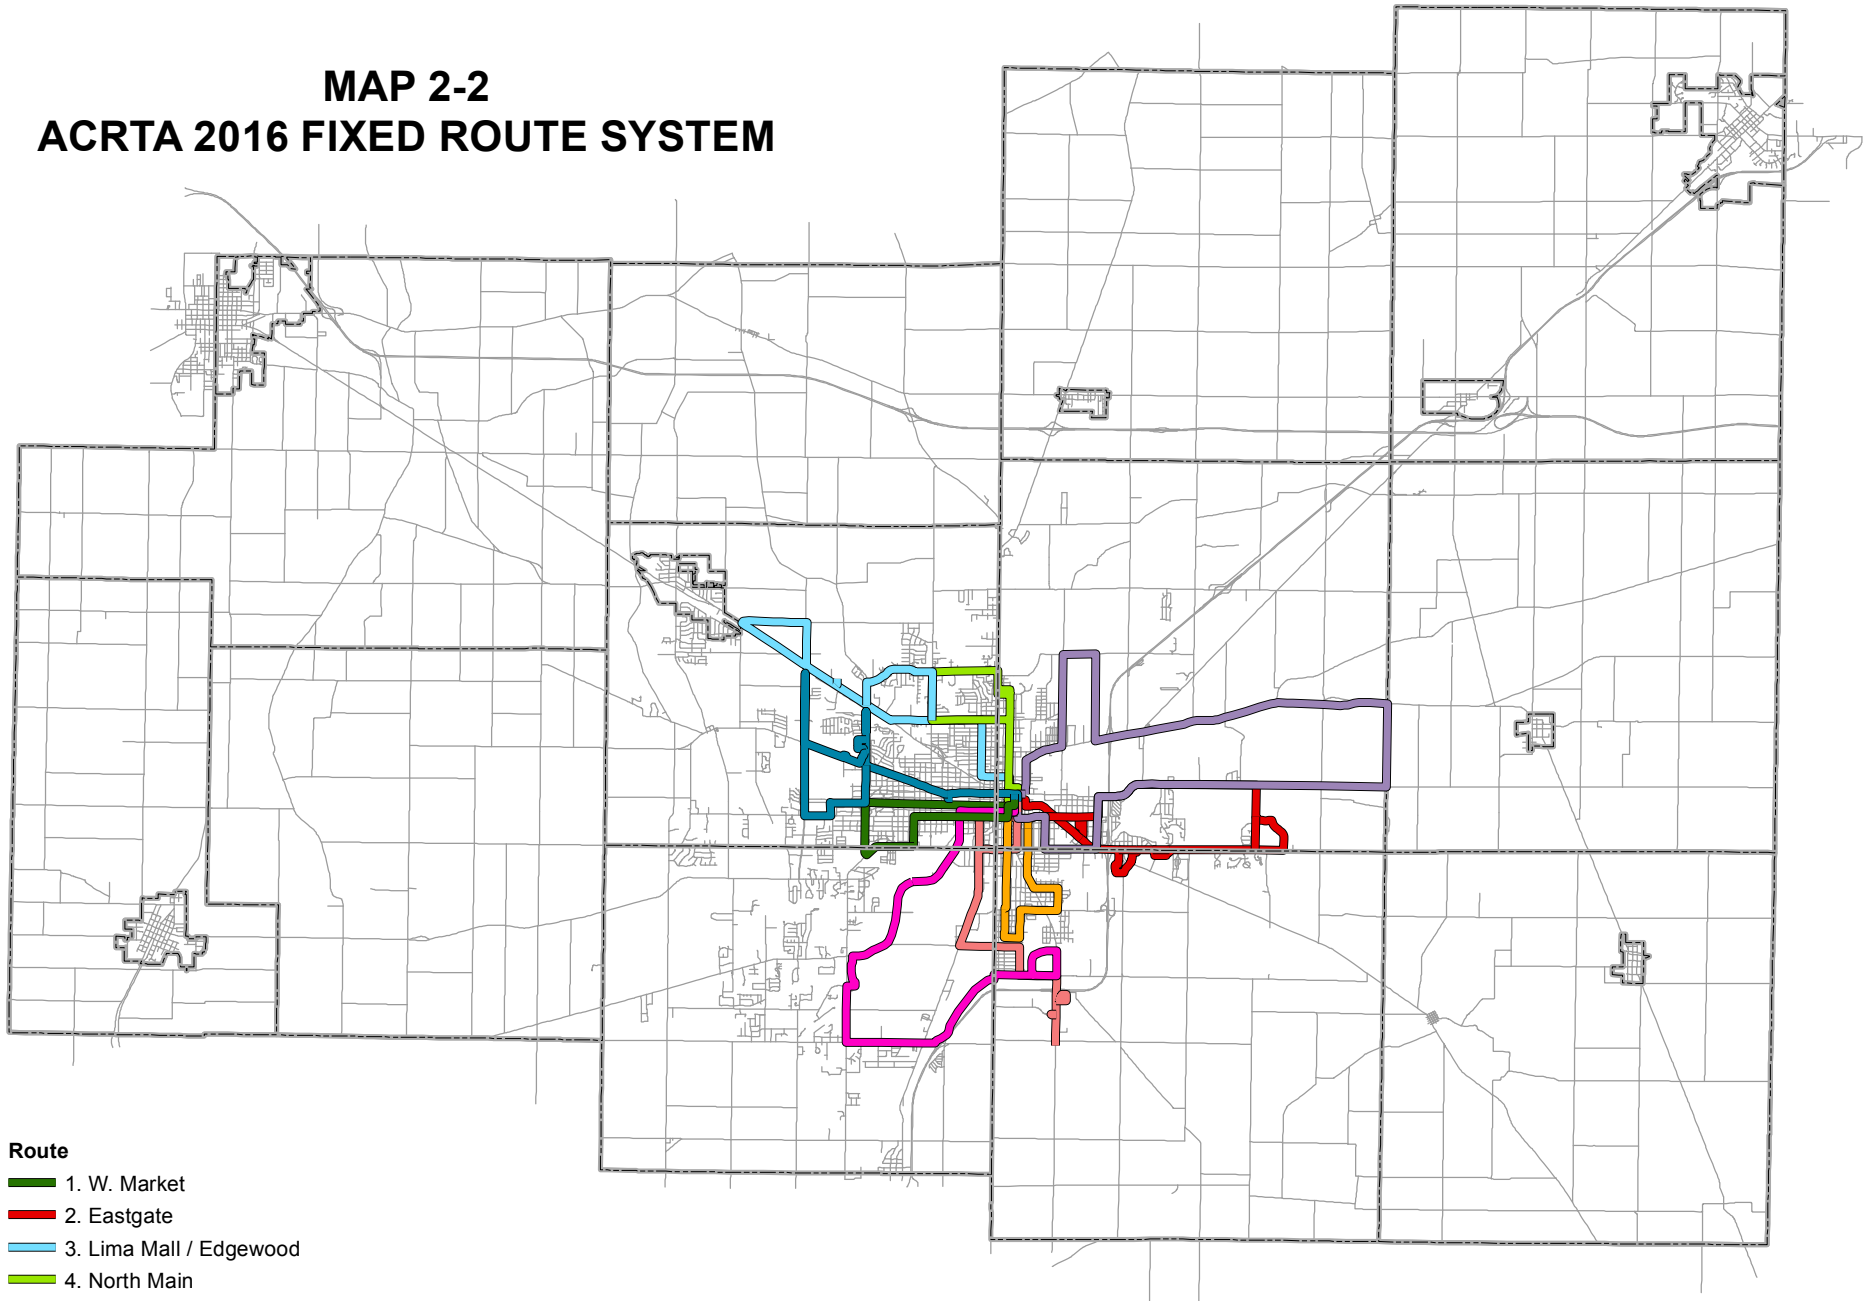 MAP 2-2
ACRTA 2016 FIXED ROUTE SYSTEM
Route
1. W. Market
2. Eastgate
3. Lima Mall / Edgewood
4. North Main